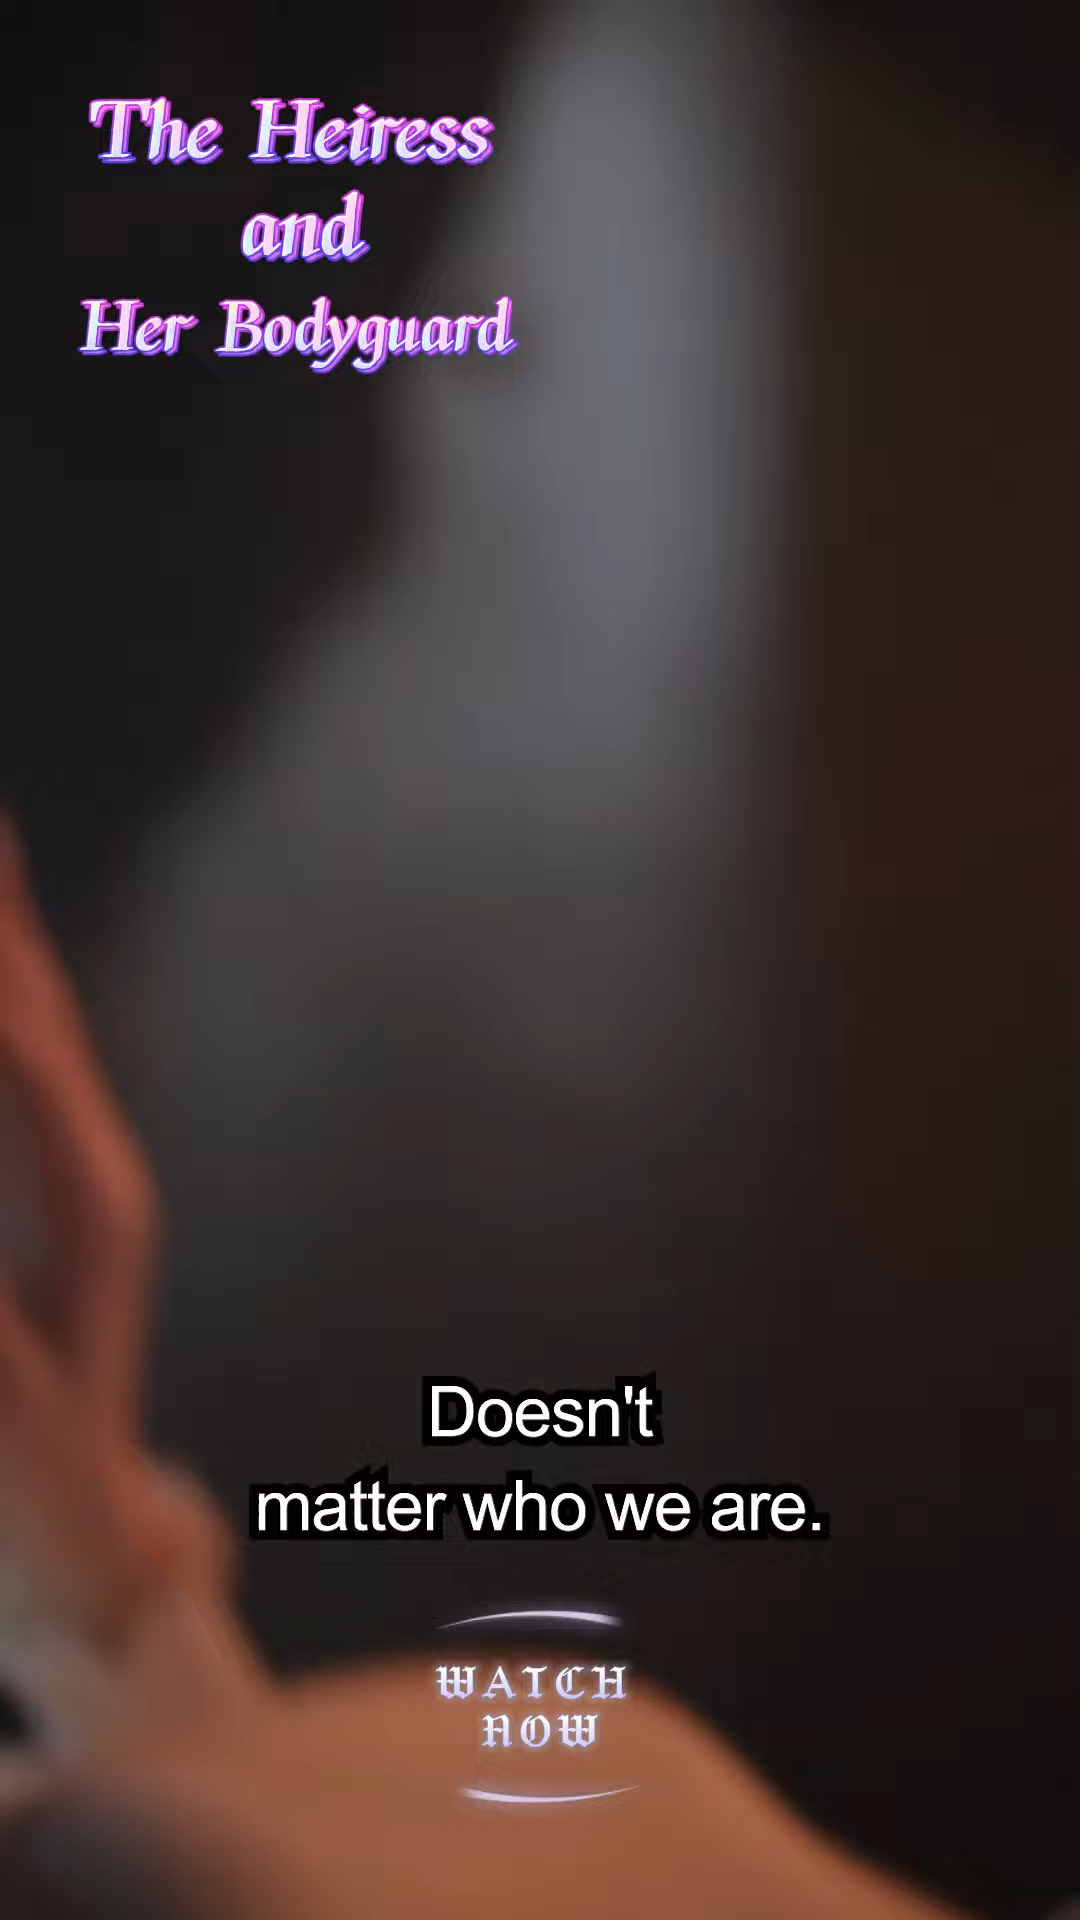 The Heiress
and
Her Bodyguard
Doesn't
matter who we are.
WATCH
NOW